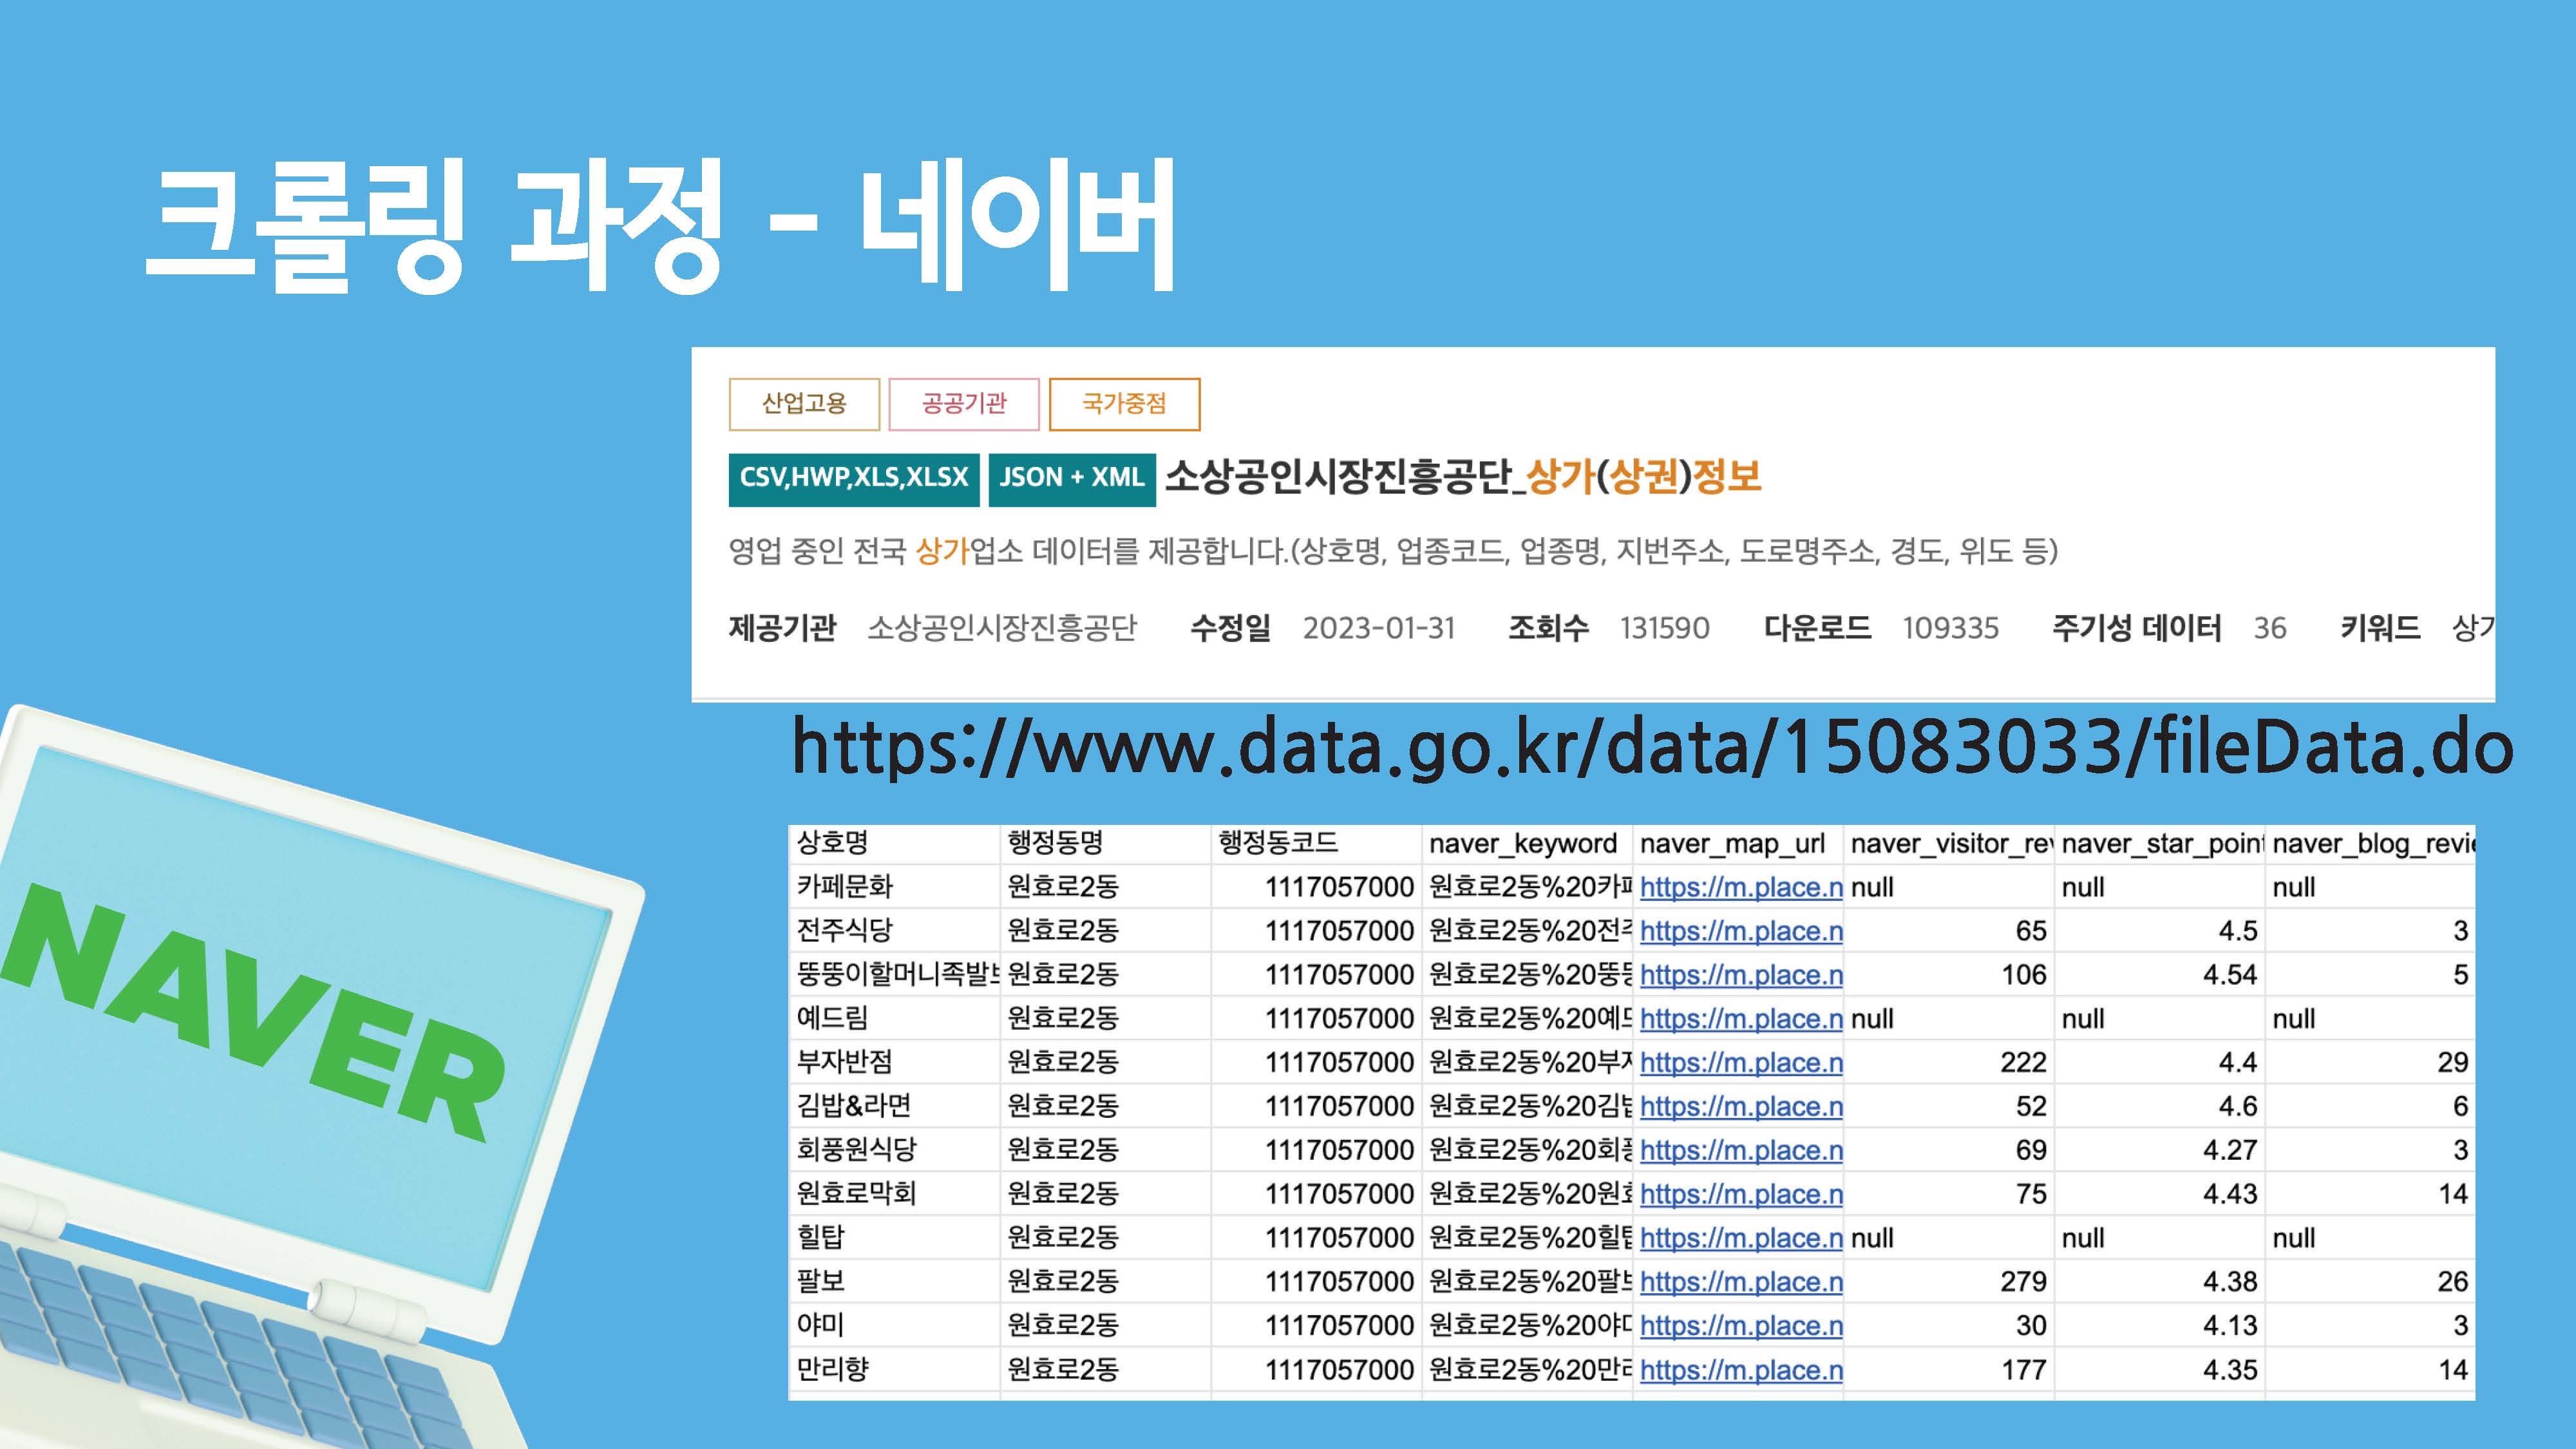 크롤링 과정 - 네이버
산업고용 공공기관 국가중점
CSV,HWP,XLS,XLSX JSON + XML 소상공인시장진흥공단_상가(상권)정보
영업 중인 전국 상가업소 데이터를 제공합니다.(상호명, 업종코드, 업종명, 지번주소, 도로명주소, 경도, 위도 등)
제공기관 소상공인시장진흥공단 수정일 2023-01-31 조회수 131590 다운로드 109335 주기성 데이터 36 키워드 상
https://www.data.go.kr/data/15083033/fileData.do
NAVER
상호명 행정동명 행정동코드 naver_keyword naver_map_url naver_visitor_re naver_star_point naver_blog_revi
카페문화 원효로2동 1117057000 원효로2동%20카 https://m.place.n null null null
전주식당 원효로2동 1117057000 원효로2동%20전 https://m.place.n 65 4.5 3
뚱뚱이할머니족발 원효로2동 1117057000 원효로2동%20뚱 https://m.place.n 106 4.54 5
예드림 원효로2동 1117057000 원효로2동%20예 https://m.place.n null null null
부자반점 원효로2동 1117057000 원효로2동%20부 https://m.place.n 222 4.4 29
김밥&라면 원효로2동 1117057000 원효로2동%20김 https://m.place.n 52 4.6 6
회풍원식당 원효로2동 1117057000 원효로2동%20회 https://m.place.n 69 4.27 3
원효로막회 원효로2동 1117057000 원효로2동%20원 https://m.place.n 75 4.43 14
힐탑 원효로2동 1117057000 원효로2동%20힐 https://m.place.n null null null
팔보 원효로2동 1117057000 원효로2동%20팔 https://m.place.n 279 4.38 26
야미 원효로2동 1117057000 원효로2동%20야 https://m.place.n 30 4.13 3
만리향 원효로2동 1117057000 원효로2동%20만 https://m.place.n 177 4.35 14